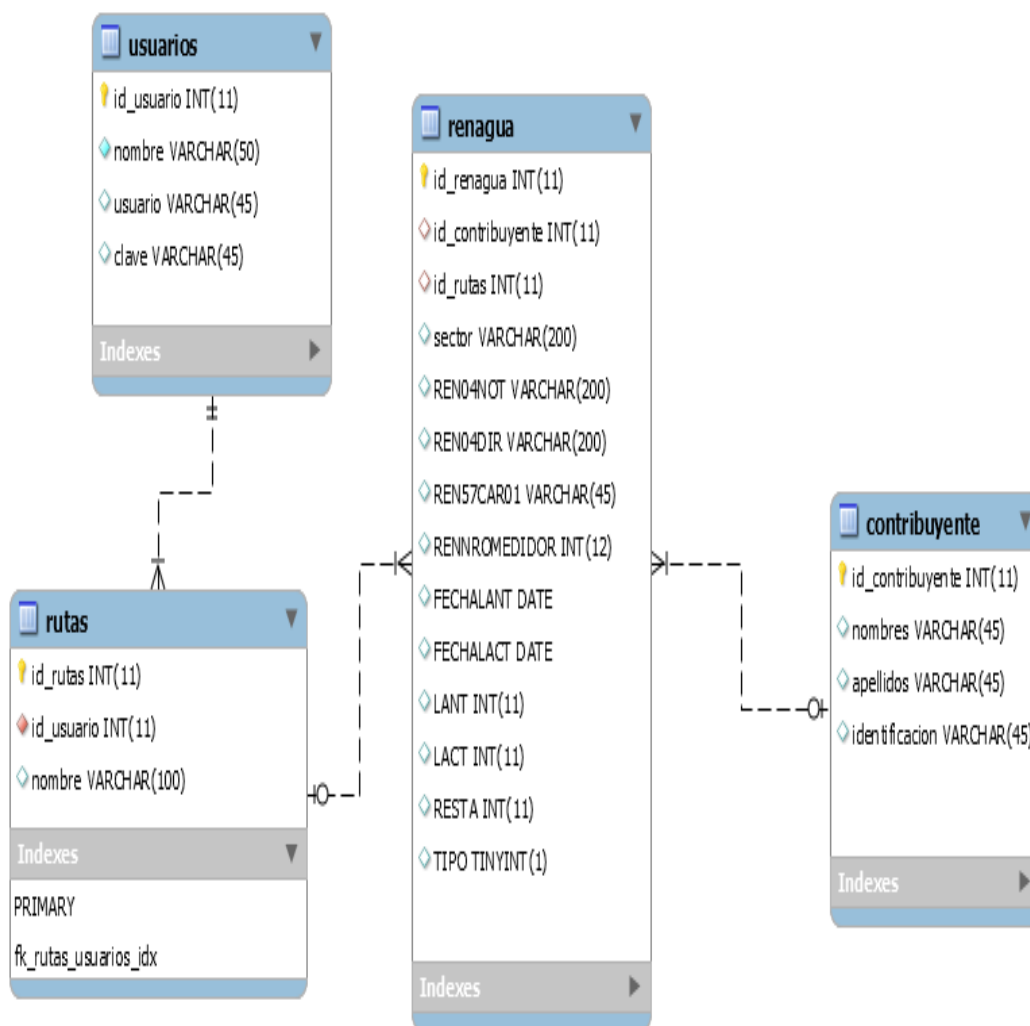 usuarios
id_usuario INT(11)
nombre VARCHAR(50)
usuario VARCHAR(45)
clave VARCHAR(45)
Indexes
renagua
id_renagua INT(11)
id_contribuyente INT(11)
id_rutas INT(11)
sector VARCHAR(200)
REN04NOT VARCHAR(200)
REN04DIR VARCHAR(200)
REN57CAR01 VARCHAR(45)
RENNROMEDIDOR INT(12)
FECHALANT DATE
FECHALACT DATE
LANT INT(11)
LACT INT(11)
RESTA INT(11)
TIPO TINYINT(1)
Indexes
rutas
id_rutas INT(11)
id_usuario INT(11)
nombre VARCHAR(100)
Indexes
PRIMARY
fk_rutas_usuarios_idx
contribuyente
id_contribuyente INT(11)
nombres VARCHAR(45)
apellidos VARCHAR(45)
identificacion VARCHAR(45)
Indexes